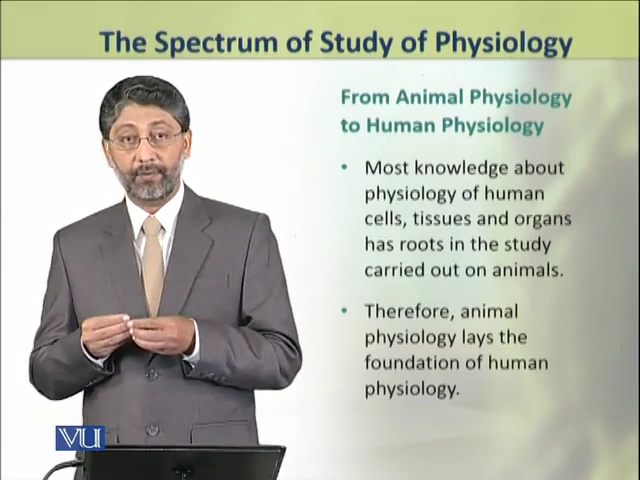 The Spectrum of Study of Physiology
From Animal Physiology
to Human Physiology
• Most knowledge about
physiology of human
cells, tissues and organs
has roots in the study
carried out on animals.
• Therefore, animal
physiology lays the
foundation of human
physiology.
VU